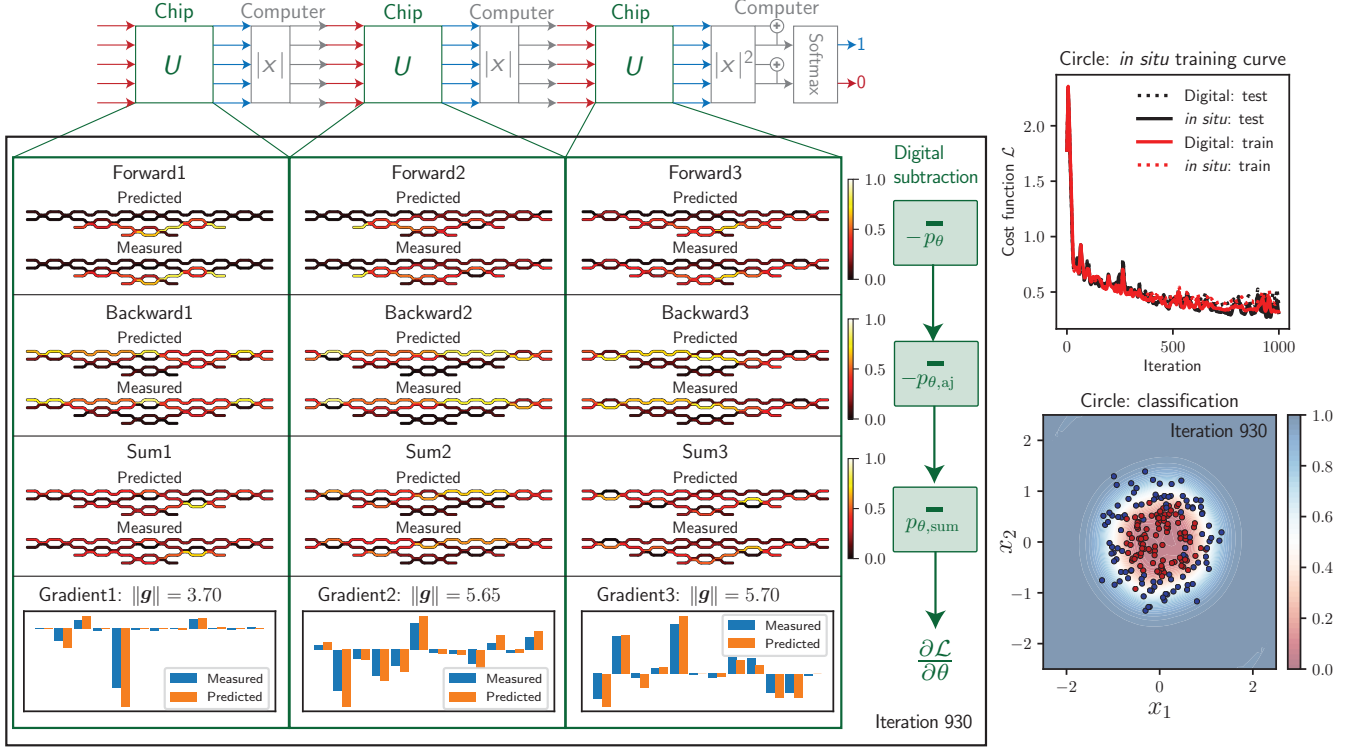 Chip
Computer
Chip
Computer
Chip
Computer
U
|x|
U
|x|
U
|x|²
+
+
Softmax
1
0
Forward1
Predicted
Measured
Forward2
Predicted
Measured
Forward3
Predicted
Measured
1.0
0.0
Backward1
Predicted
Measured
Backward2
Predicted
Measured
Backward3
Predicted
Measured
1.0
0.0
Sum1
Predicted
Measured
Sum2
Predicted
Measured
Sum3
Predicted
Measured
1.0
0.0
Gradient1: ‖g‖ = 3.70
Measured
Predicted
Gradient2: ‖g‖ = 5.65
Measured
Predicted
Gradient3: ‖g‖ = 5.70
Measured
Predicted
Digital
subtraction
−pθ
−pθ,aj
pθ,sum
∂ℒ
∂θ
Iteration 930
Circle: in situ training curve
Digital: test
in situ: test
Digital: train
in situ: train
Cost function ℒ
2.0
1.5
1.0
0.5
0
500
1000
Iteration
Circle: classification
Iteration 930
x₂
2
1
0
−1
−2
−2
0
2
x₁
1.0
0.8
0.6
0.4
0.2
0.0